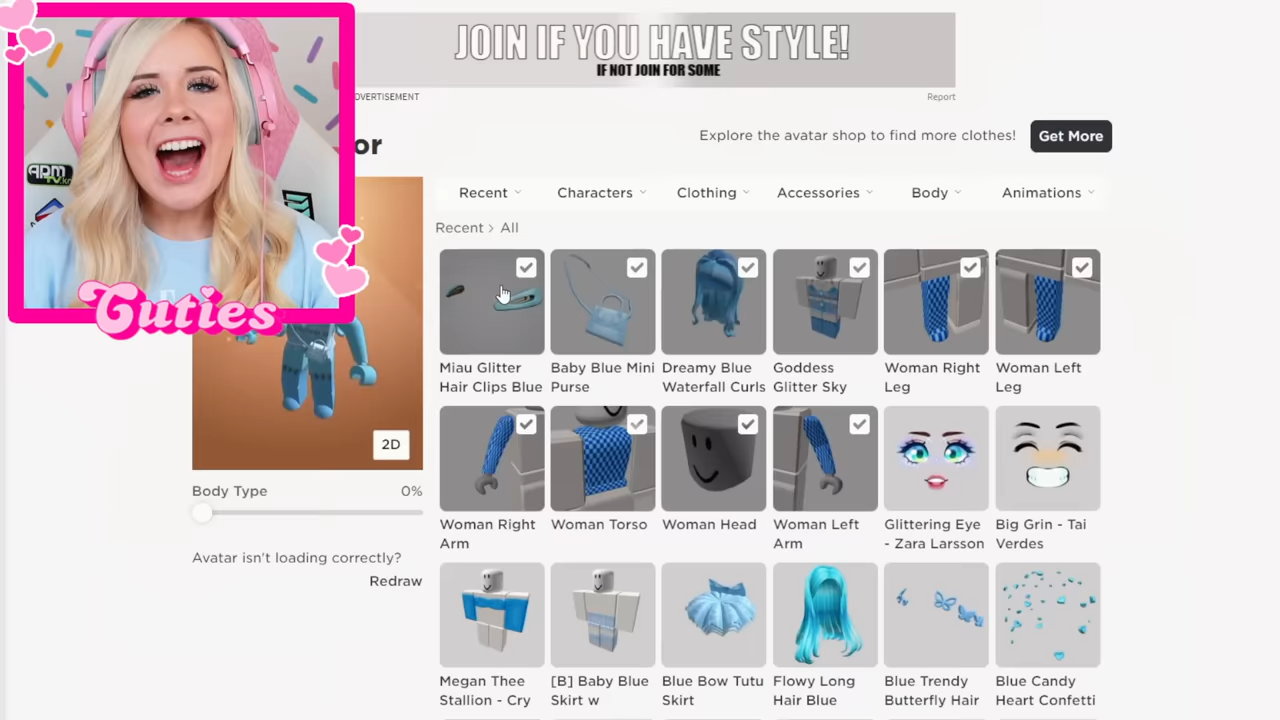 JOIN IF YOU HAVE STYLE!
IF NOT JOIN FOR SOME
Report
Explore the avatar shop to find more clothes!
Get More
Recent
Characters
Clothing
Accessories
Body
Animations
Recent > All
Cuties
2D
Body Type
0%
Avatar isn't loading correctly?
Redraw
Miau Glitter
Hair Clips Blue
Baby Blue Mini
Purse
Dreamy Blue
Waterfall Curls
Goddess
Glitter Sky
Woman Right
Leg
Woman Left
Leg
Woman Right
Arm
Woman Torso
Woman Head
Woman Left
Arm
Glittering Eye
- Zara Larsson
Big Grin - Tai
Verdes
Megan Thee
Stallion - Cry
[B] Baby Blue
Skirt w
Blue Bow Tutu
Skirt
Flowy Long
Hair Blue
Blue Trendy
Butterfly Hair
Blue Candy
Heart Confetti